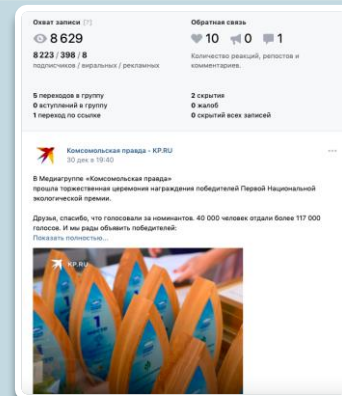 Охват записи [?]
8 629
8 223 / 398 / 8
подписчиков / виральных / рекламных
5 переходов в группу
0 вступлений в группу
1 переход по ссылке
Обратная связь
10 0 1
Количество реакций, репостов и
комментариев.
2 скрытия
0 жалоб
0 скрытий всех записей
Комсомольская правда - KP.RU
30 дек в 19:40
В Медиагруппе «Комсомольская правда»
прошла торжественная церемония награждения победителей Первой Национальной
экологической премии.
Друзья, спасибо, что голосовали за номинантов. 40 000 человек отдали более 117 000
голосов. И мы рады объявить победителей:
Показать полностью...
KP.RU
1